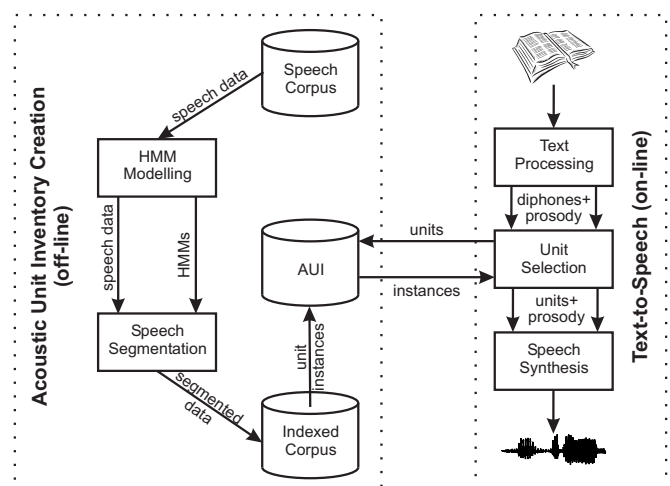 Acoustic Unit Inventory Creation
(off-line)
Speech
Corpus
speech data
HMM
Modelling
speech data
HMMs
Speech
Segmentation
segmented
data
Indexed
Corpus
unit
instances
AUI
units
instances
Text
Processing
diphones+
prosody
Unit
Selection
units+
prosody
Speech
Synthesis
Text-to-Speech (on-line)